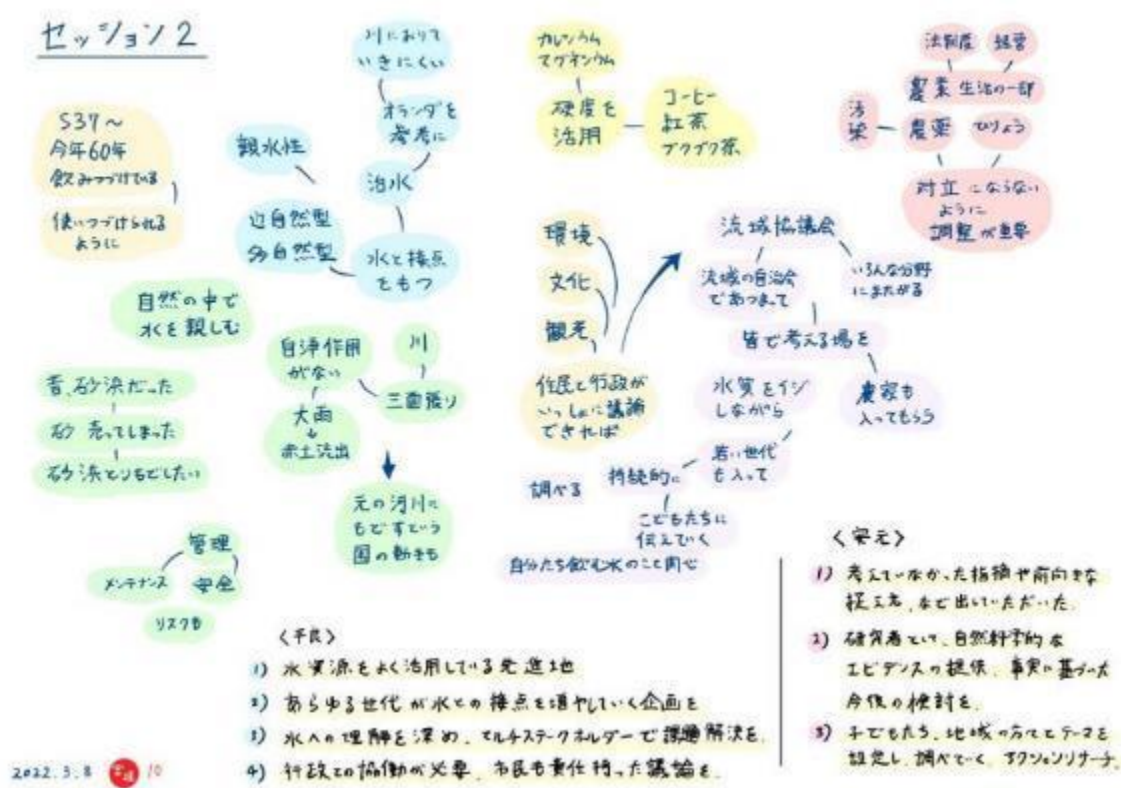 セッション2
S37〜
今年60年
飲みつづけている
使いつづけられる
ように
親水性
近自然型
多自然型
川におりて
いきにくい
オランダを
参考に
治水
水と接点
をもつ
自然の中で
水を親しむ
昔、砂浜だった
砂 売ってしまった
砂浜とりもどしたい
自浄作用
がない
大雨
↓
赤土流出
川
三面張り
元の河川に
もどすという
国の動きも
管理
メンテナンス
安全
リスクも
カルシウム
マグネシウム
硬度を
活用
コーヒー
紅茶
ブクブク茶
環境
文化
観光
住民と行政が
いっしょに議論
できれば
流域協議会
流域の自治会
であつまって
いろんな分野
にまたがる
皆で考える場を
農家も
入ってもらう
水質をイジ
しながら
若い世代
も入って
持続的に
調べる
こどもたちに
伝えていく
自分たち飲む水のこと関心
法制度
経営
農業 生活の一部
汚染
農薬
ひりょう
対立にならない
ように
調整が重要
〈平良〉
1) 水資源をよく活用している先進地
2) あらゆる世代が水との接点を増やしていく企画を
3) 水への理解を深め、マルチステークホルダーで課題解決を。
4) 行政との協働が必要、市民も責任持った議論を。
〈安元〉
1) 考えていなかった指摘や前向きな
捉え方、など出していただいた。
2) 研究者として、自然科学的な
エビデンスの提供、事実に基づいた
今後の検討を。
3) 子どもたち、地域の方とテーマを
設定し、調べていく、アクションリサーチ。
2022.3.8
10